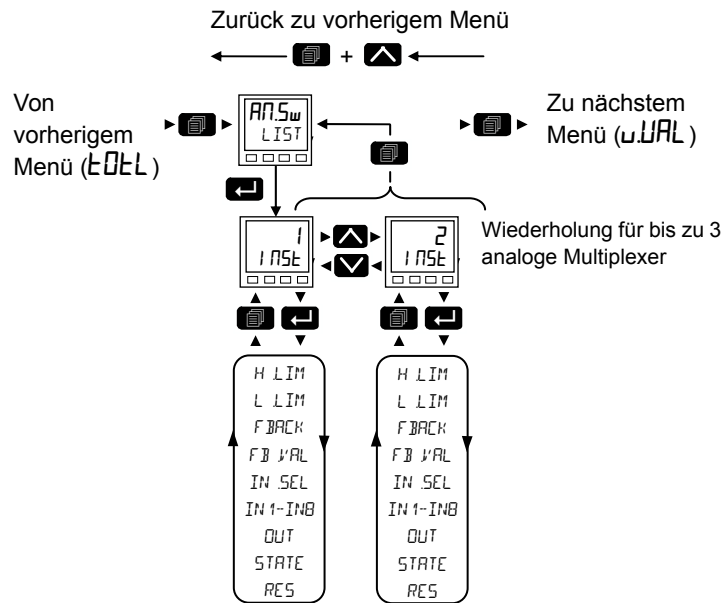 Zurück zu vorherigem Menü
+
Von
vorherigem
Menü (tOtL)
AN.Sw
LIST
Zu nächstem
Menü (u.VAL)
1
INSt
2
INSt
Wiederholung für bis zu 3
analoge Multiplexer
H.LIM
L.LIM
F.BACK
FB.VAL
IN.SEL
IN1--IN8
OUT
STATE
RES
H.LIM
L.LIM
F.BACK
FB.VAL
IN.SEL
IN1--IN8
OUT
STATE
RES